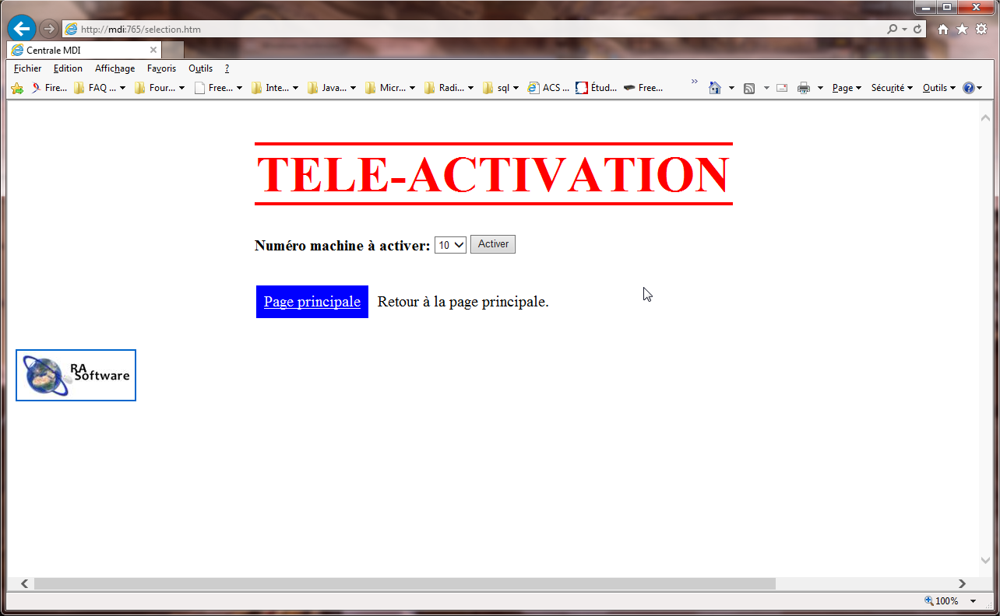 http://mdi:765/selection.htm
Centrale MDI
Fichier Edition Affichage Favoris Outils ?
Fire... FAQ ... Four... Free... Inte... Java... Micr... Radi... sql ACS ... Étud... Free... » Page Sécurité Outils
TELE-ACTIVATION
Numéro machine à activer: 10 Activer
Page principale Retour à la page principale.
RA
Software
100%